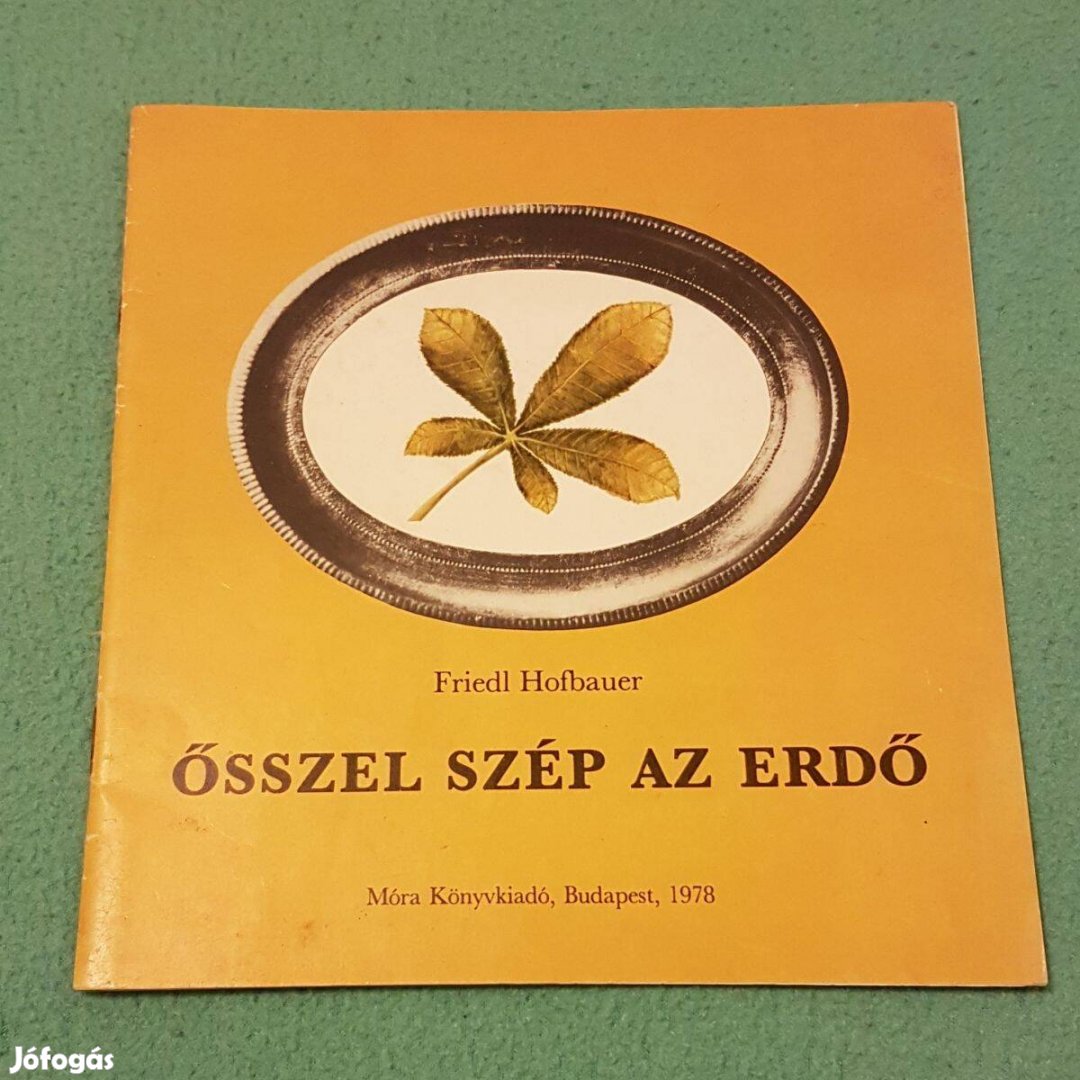 Friedl Hofbauer
ŐSSZEL SZÉP AZ ERDŐ
Móra Könyvkiadó, Budapest, 1978
Jófogás